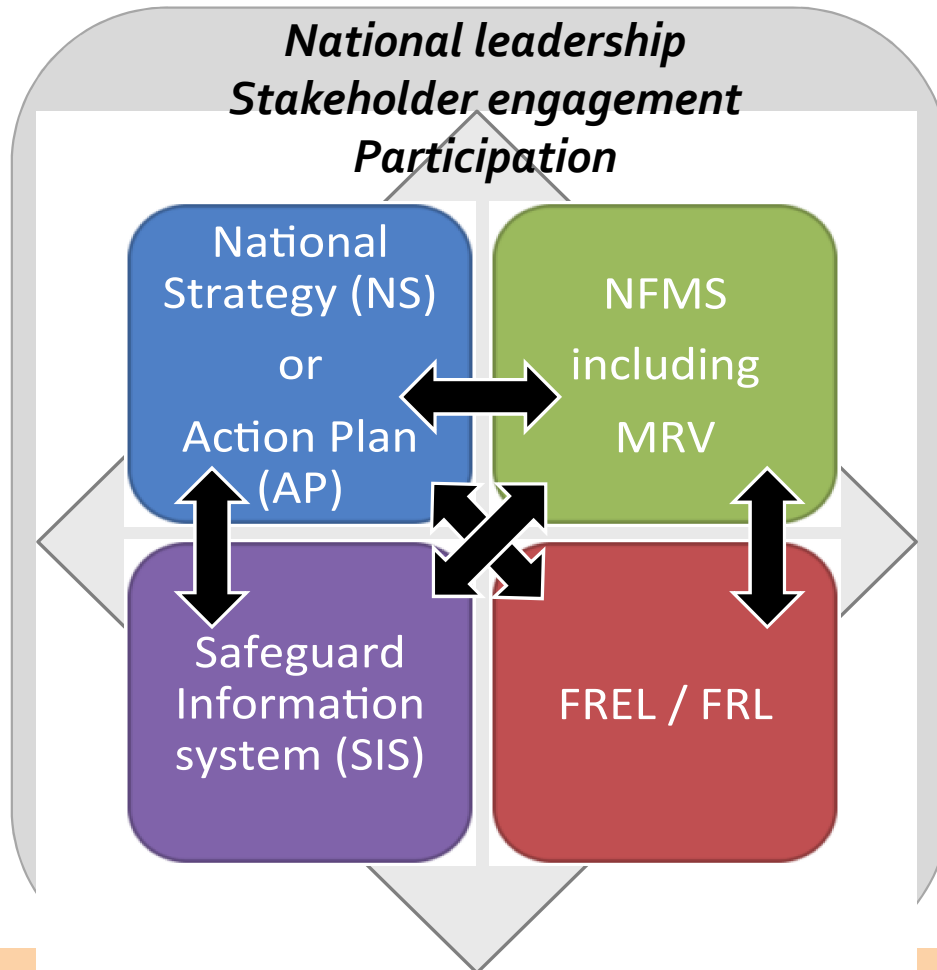 National leadership
Stakeholder engagement
Participation
National
Strategy (NS)
or
Action Plan
(AP)
NFMS
including
MRV
Safeguard
Information
system (SIS)
FREL / FRL